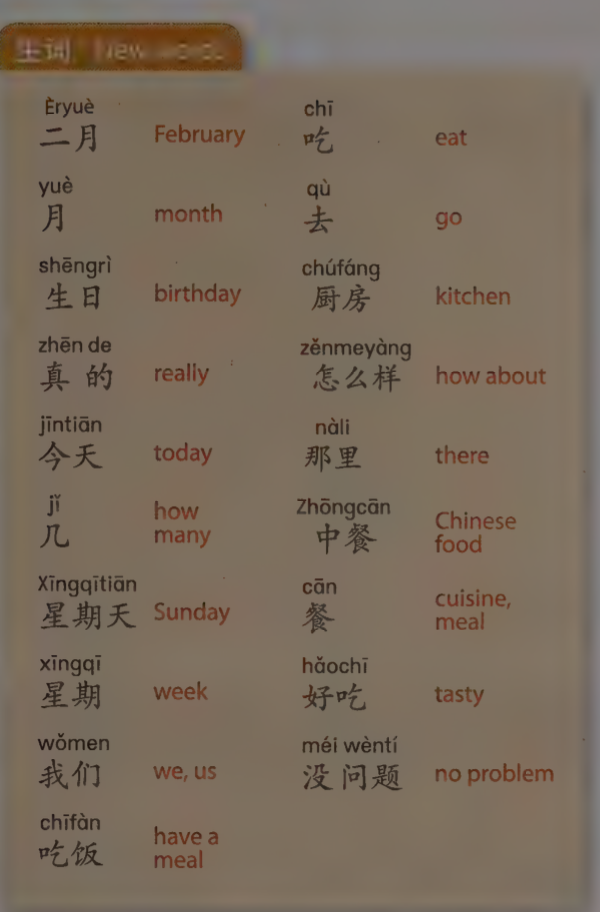 生词 New words
Èryuè
二月 February
yuè
月 month
shēngrì
生日 birthday
zhēn de
真 的 really
jīntiān
今天 today
jǐ
几 how many
Xīngqītiān
星期天 Sunday
xīngqī
星期 week
wǒmen
我们 we, us
chīfàn
吃饭 have a meal
chī
吃 eat
qù
去 go
chúfáng
厨房 kitchen
zěnmeyàng
怎么样 how about
nàli
那里 there
Zhōngcān
中餐 Chinese food
cān
餐 cuisine, meal
hǎochī
好吃 tasty
méi wèntí
没 问题 no problem